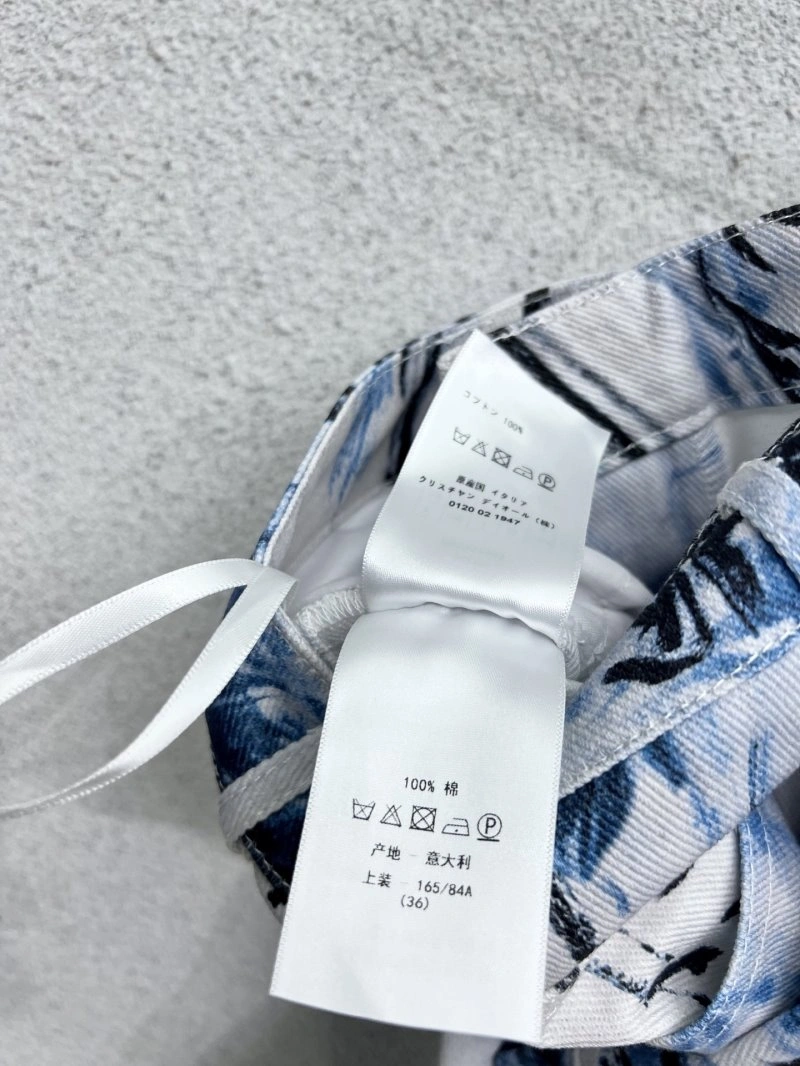 コットン 100%
原産国 イタリア
クリスチャン ディオール (株)
0120 02 1947
100% 棉
P
产地 - 意大利
上装 - 165/84A
(36)